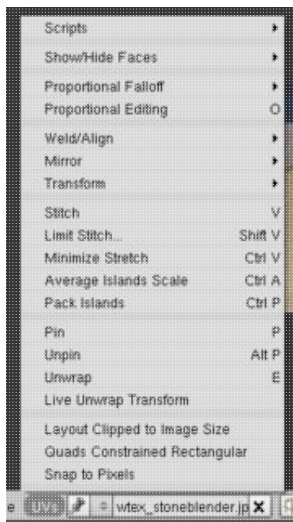 Scripts
Show/Hide Faces
Proportional Falloff
Proportional Editing O
Weld/Align
Mirror
Transform
Stitch V
Limit Stitch... Shift V
Minimize Stretch Ctrl V
Average Islands Scale Ctrl A
Pack Islands Ctrl P
Pin P
Unpin Alt P
Unwrap E
Live Unwrap Transform
Layout Clipped to Image Size
Quads Constrained Rectangular
Snap to Pixels
e UVs wtex_stoneblender.jp X